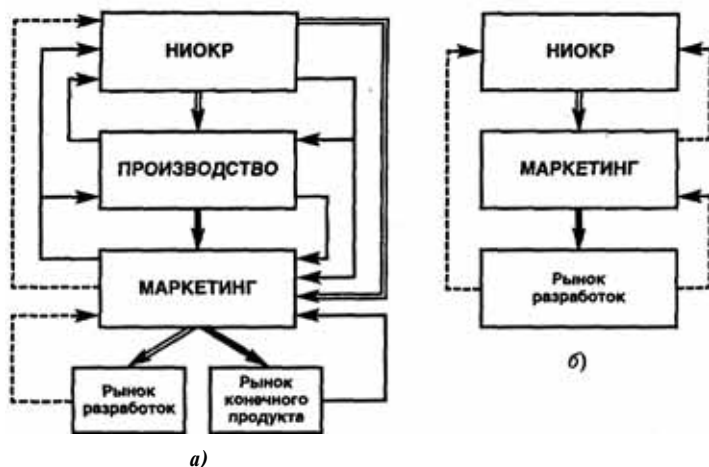 НИОКР
ПРОИЗВОДСТВО
МАРКЕТИНГ
Рынок
разработок
Рынок
конечного
продукта
а)
НИОКР
МАРКЕТИНГ
Рынок
разработок
б)